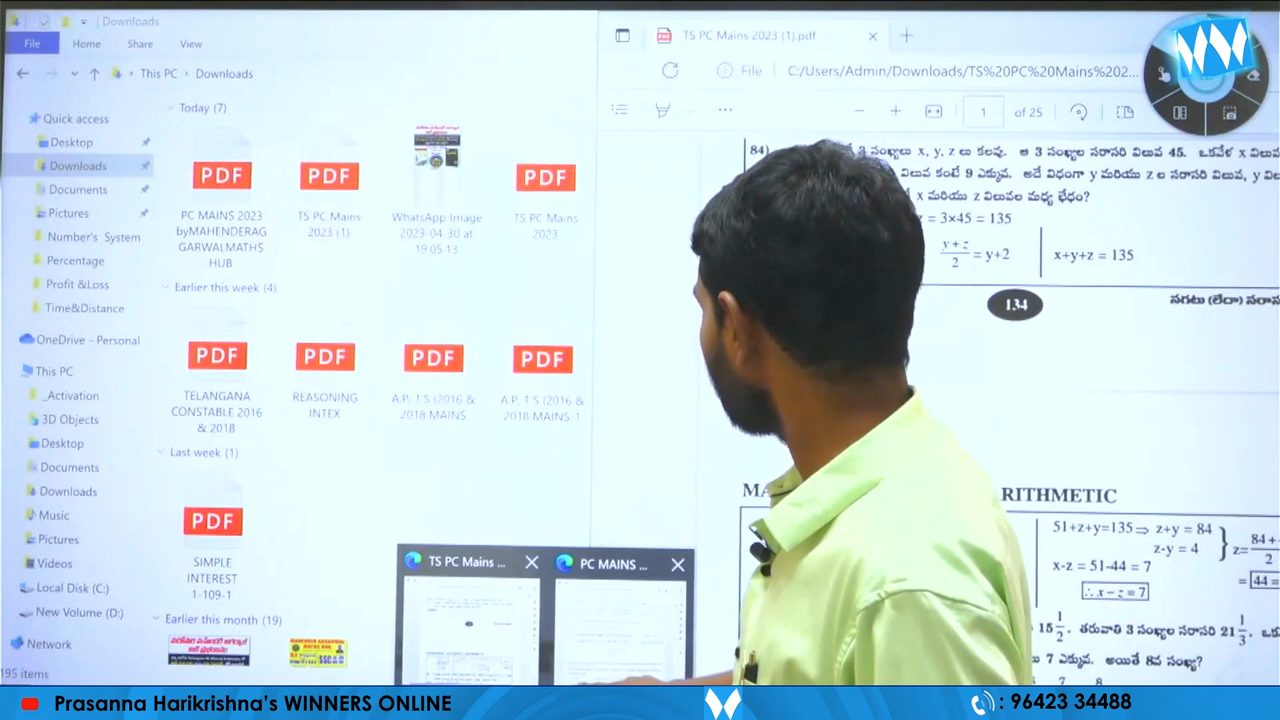 Downloads
File Home Share View
This PC Downloads
Quick access
Desktop
Downloads
Documents
Pictures
Number's System
Percentage
Profit &Loss
Time&Distance
OneDrive - Personal
This PC
_Activation
3D Objects
Desktop
Documents
Downloads
Music
Pictures
Videos
Local Disk (C:)
New Volume (D:)
Network
195 items
Today (7)
PDF
PC MAINS 2023
byMAHENDERAG
GARWALMATHS
HUB
PDF
TS PC Mains
2023 (1)
WhatsApp Image
2023-04-30 at
19.05.13
PDF
TS PC Mains
2023
Earlier this week (4)
PDF
TELANGANA
CONSTABLE 2016
& 2018
PDF
REASONING
INTEX
PDF
A.P. 1 5 (2016 &
2018 MAINS
PDF
A.P. 1 5 (2016 &
2018 MAINS 1
Last week (1)
PDF
SIMPLE
INTEREST
1-109-1
Earlier this month (19)
TS PC Mains ...
PC MAINS ...
TS PC Mains 2023 (1).pdf
File C:/Users/Admin/Downloads/TS%20PC%20Mains%202...
1 of 25
84) 3 సంఖ్యలు x, y, z లు కలవు. ఆ 3 సంఖ్యల సరాసరి విలువ 45. ఒకవేళ x విలువ
విలువ కంటే 9 ఎక్కువ. అదే విధంగా y మరియు z ల సరాసరి విలువ, y విల
x మరియు z విలువల మధ్య భేదం?
z = 3×45 = 135
y+z/2 = y+2 x+y+z = 135
134 సగటు (లేదా) సరాస
RITHMETIC
51+z+y=135⇒ z+y = 84
z-y = 4
z= 84+
2
x-z = 51-44 = 7 = 44 =
∴ x – z = 7
15 1/2. తరువాతి 3 సంఖ్యల సరాసరి 21 1/3. ఒక
7 ఎక్కువ. అయితే 8వ సంఖ్య?
7 8
Prasanna Harikrishna's WINNERS ONLINE : 96423 34488